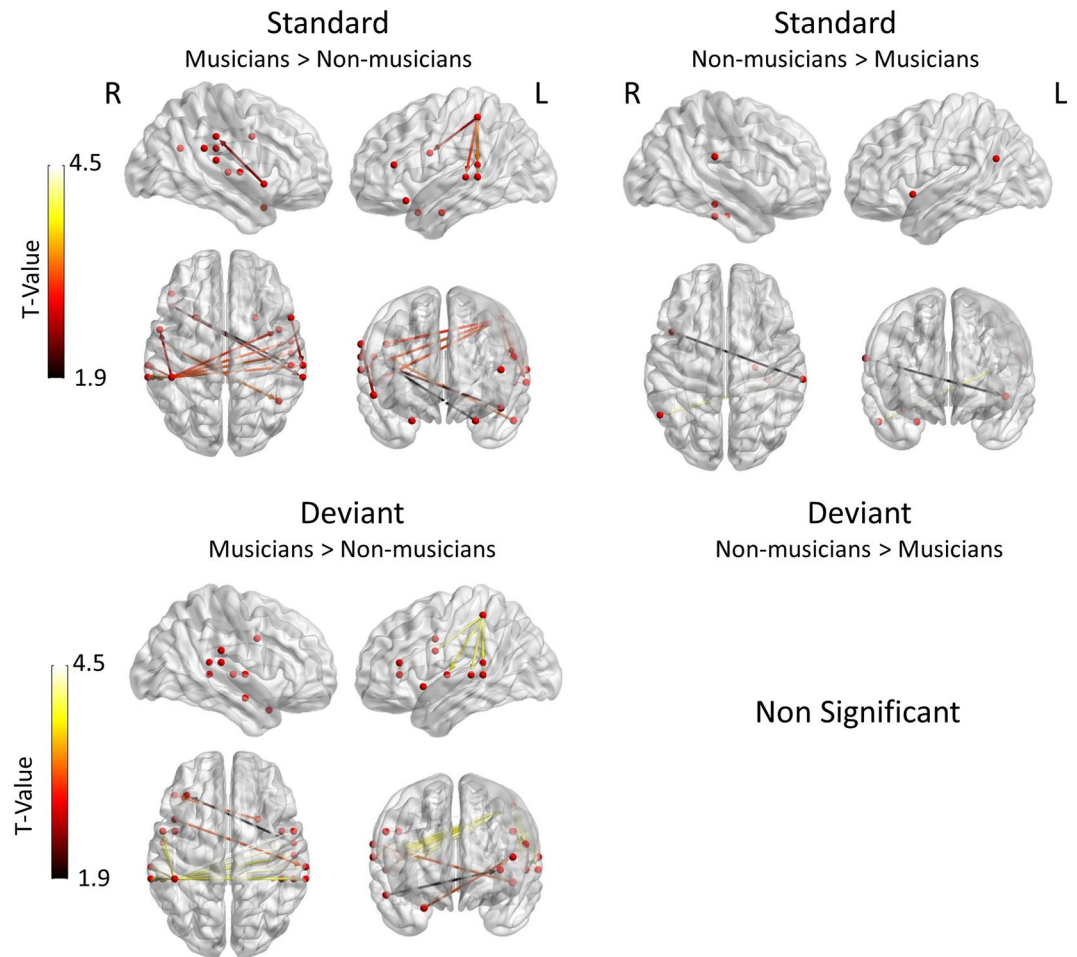 Standard
Musicians > Non-musicians
R
L
4.5
T-Value
1.9
Standard
Non-musicians > Musicians
R
L
Deviant
Musicians > Non-musicians
4.5
T-Value
1.9
Deviant
Non-musicians > Musicians
Non Significant